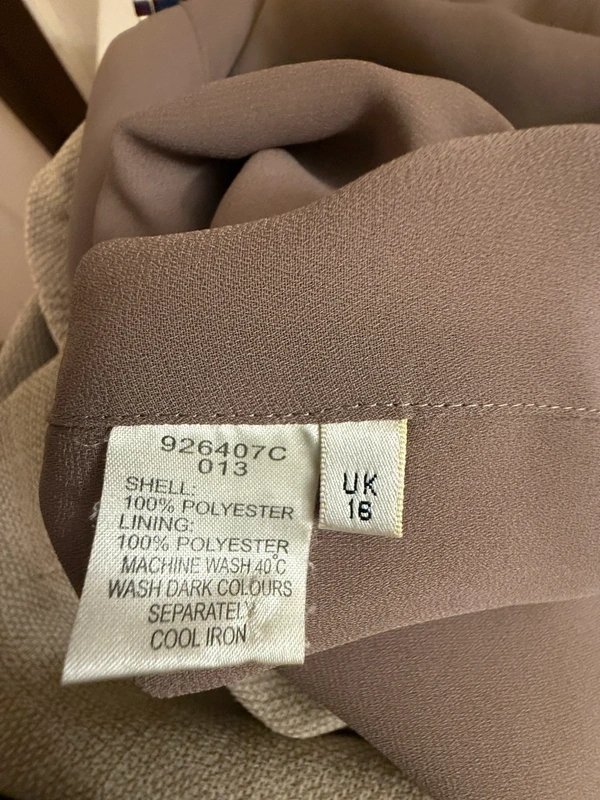 926407C
013
SHELL:
100% POLYESTER
LINING:
100% POLYESTER
MACHINE WASH 40°C
WASH DARK COLOURS
SEPARATELY
COOL IRON
UK
16